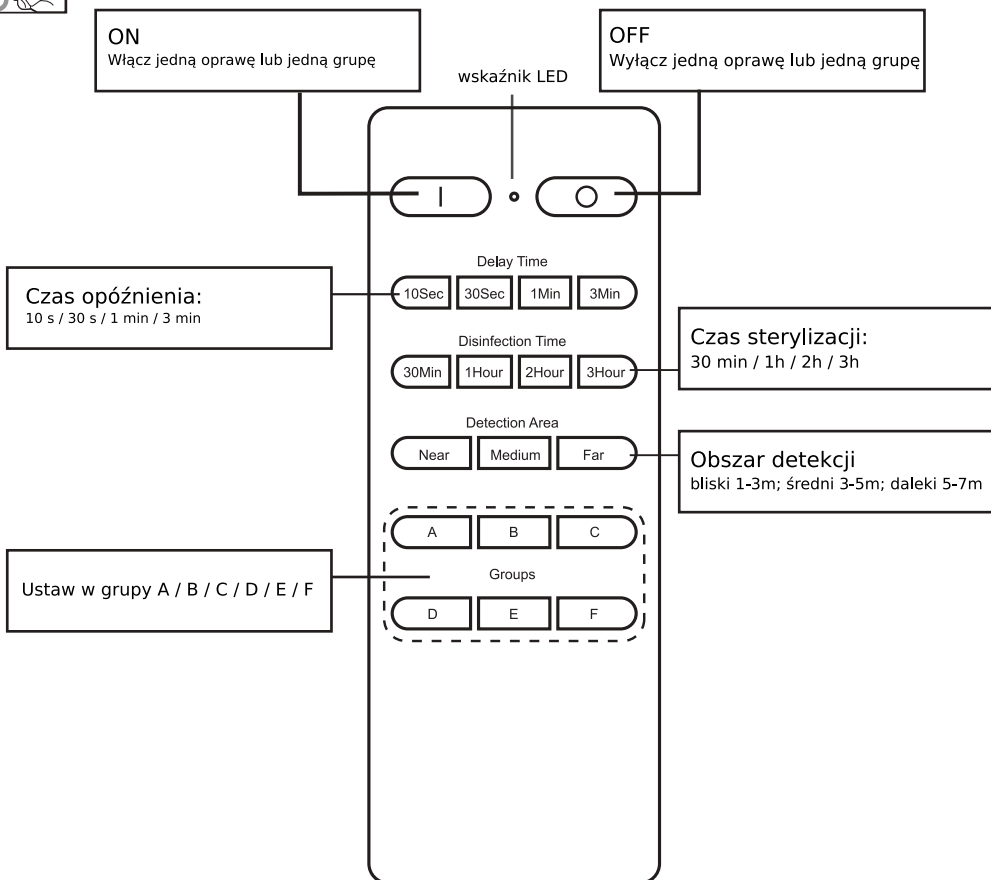 ON
Włącz jedną oprawę lub jedną grupę
OFF
Wyłącz jedną oprawę lub jedną grupę
wskaźnik LED
Delay Time
10Sec 30Sec 1Min 3Min
Czas opóźnienia:
10 s / 30 s / 1 min / 3 min
Disinfection Time
30Min 1Hour 2Hour 3Hour
Czas sterylizacji:
30 min / 1h / 2h / 3h
Detection Area
Near Medium Far
Obszar detekcji
bliski 1-3m; średni 3-5m; daleki 5-7m
A B C
Groups
D E F
Ustaw w grupy A / B / C / D / E / F